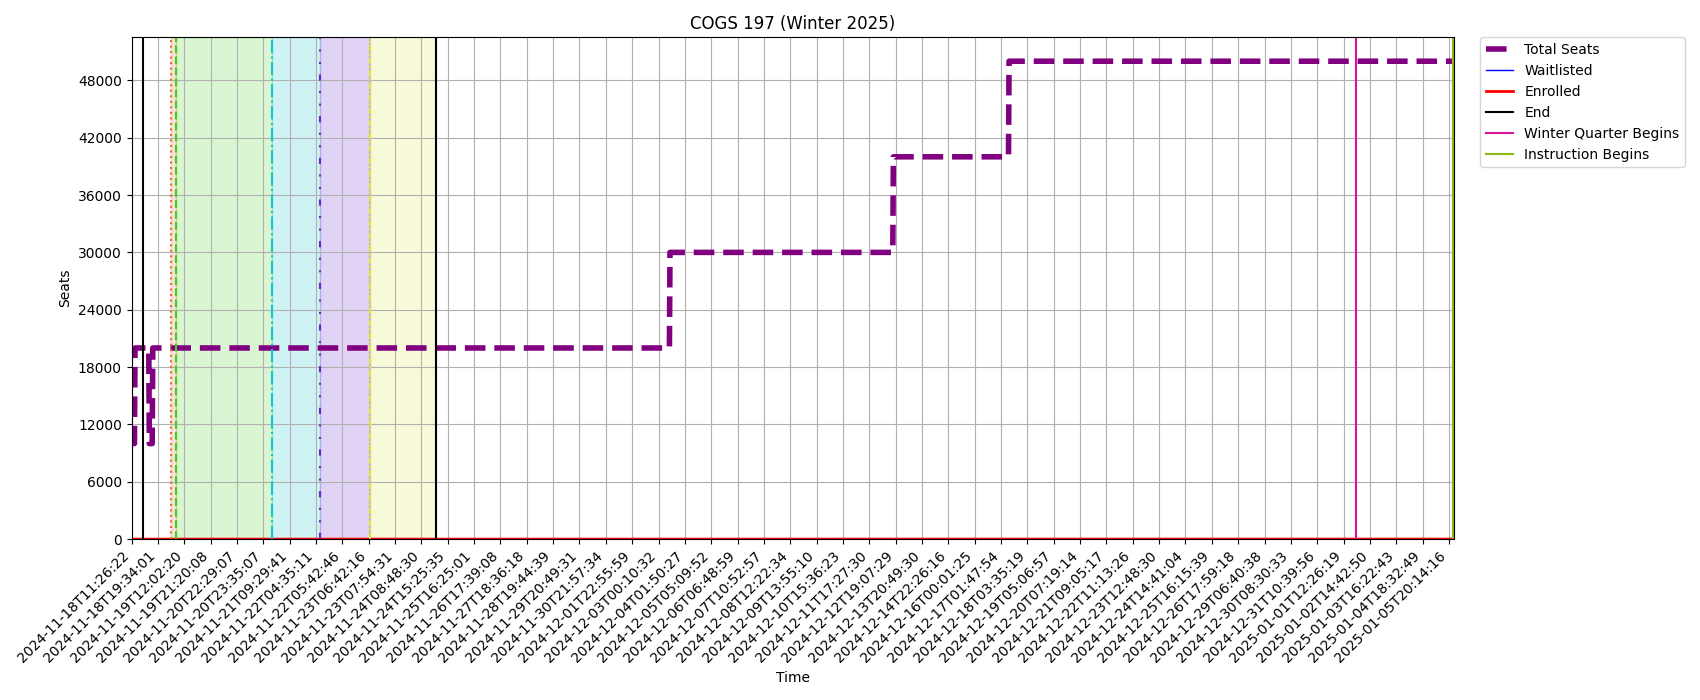 COGS 197 (Winter 2025)
Total Seats
Waitlisted
Enrolled
End
Winter Quarter Begins
Instruction Begins
Seats
48000
42000
36000
30000
24000
18000
12000
6000
0
2024-11-18T11:26:22
2024-11-18T19:34:01
2024-11-19T12:02:20
2024-11-19T21:20:08
2024-11-20T22:29:07
2024-11-20T23:35:07
2024-11-21T09:29:41
2024-11-22T04:35:11
2024-11-22T05:42:46
2024-11-23T06:42:16
2024-11-23T07:54:31
2024-11-24T08:48:30
2024-11-24T15:25:35
2024-11-25T16:25:01
2024-11-27T17:39:08
2024-11-27T18:36:18
2024-11-28T19:44:39
2024-11-29T20:49:31
2024-11-30T21:57:34
2024-12-01T22:55:59
2024-12-03T00:10:32
2024-12-04T01:50:27
2024-12-05T05:09:52
2024-12-06T06:48:59
2024-12-07T10:52:57
2024-12-08T12:22:34
2024-12-09T13:55:10
2024-12-10T15:36:23
2024-12-11T17:27:30
2024-12-12T19:07:29
2024-12-13T20:49:30
2024-12-14T22:26:16
2024-12-16T00:01:25
2024-12-17T01:47:54
2024-12-18T03:35:19
2024-12-19T05:06:57
2024-12-20T07:19:14
2024-12-21T09:05:17
2024-12-22T11:13:26
2024-12-23T12:48:30
2024-12-24T14:41:04
2024-12-25T16:15:39
2024-12-26T17:59:18
2024-12-29T06:40:38
2024-12-30T08:30:33
2024-12-31T10:39:56
2025-01-01T12:26:19
2025-01-02T14:42:50
2025-01-03T16:22:43
2025-01-04T18:32:49
2025-01-05T20:14:16
Time